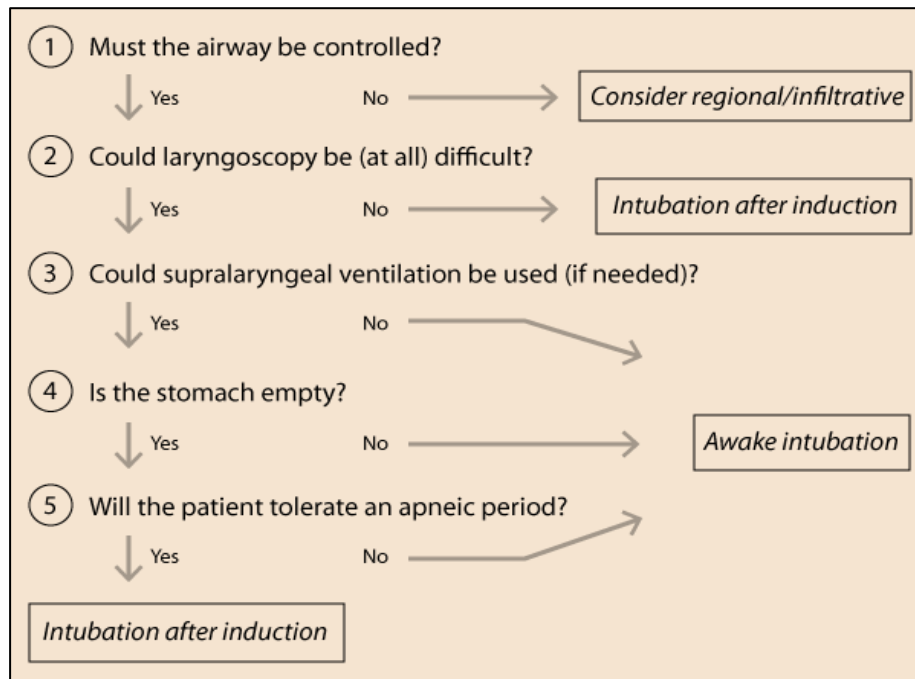 1 Must the airway be controlled?
Yes No Consider regional/infiltrative
2 Could laryngoscopy be (at all) difficult?
Yes No Intubation after induction
3 Could supralaryngeal ventilation be used (if needed)?
Yes No
4 Is the stomach empty?
Yes No Awake intubation
5 Will the patient tolerate an apneic period?
Yes No
Intubation after induction